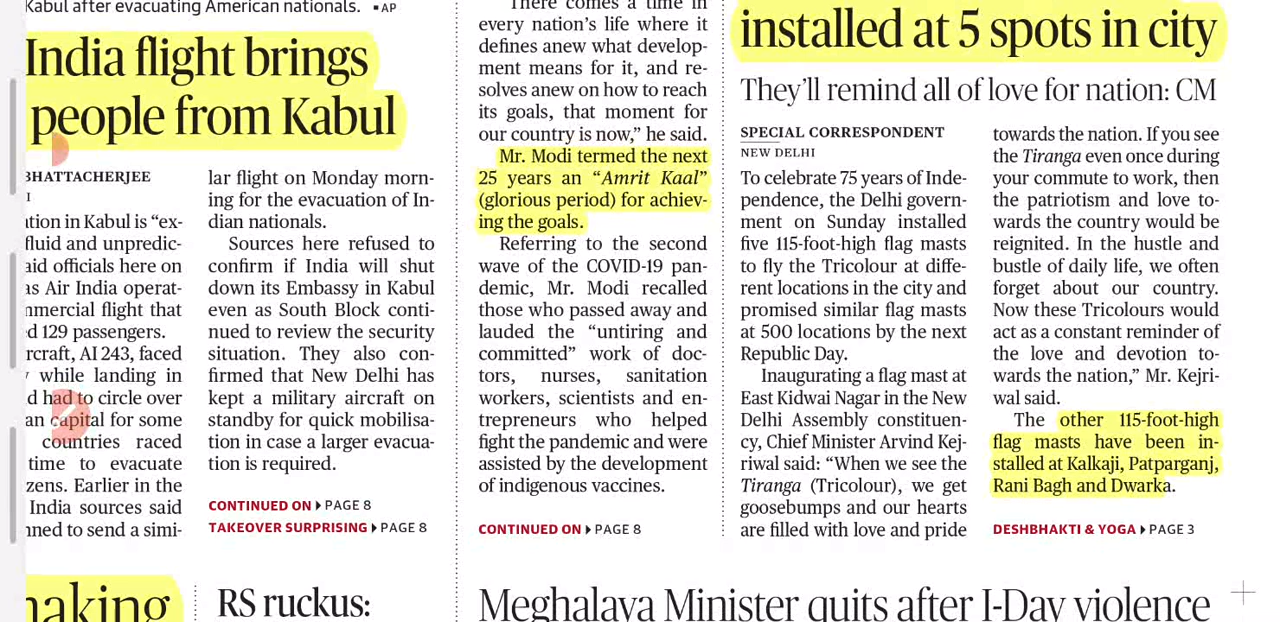 Kabul after evacuating American nationals. ▪AP
India flight brings
people from Kabul
BHATTACHERJEE
I
ation in Kabul is “ex-
fluid and unpredic-
aid officials here on
as Air India operat-
mmercial flight that
d 129 passengers.
rcraft, AI 243, faced
while landing in
d had to circle over
an capital for some
countries raced
time to evacuate
zens. Earlier in the
India sources said
nned to send a simi-
lar flight on Monday morn-
ing for the evacuation of In-
dian nationals.
Sources here refused to
confirm if India will shut
down its Embassy in Kabul
even as South Block conti-
nued to review the security
situation. They also con-
firmed that New Delhi has
kept a military aircraft on
standby for quick mobilisa-
tion in case a larger evacua-
tion is required.
CONTINUED ON ▸ PAGE 8
TAKEOVER SURPRISING ▸ PAGE 8
There comes a time in
every nation’s life where it
defines anew what develop-
ment means for it, and re-
solves anew on how to reach
its goals, that moment for
our country is now,” he said.
Mr. Modi termed the next
25 years an “Amrit Kaal”
(glorious period) for achiev-
ing the goals.
Referring to the second
wave of the COVID-19 pan-
demic, Mr. Modi recalled
those who passed away and
lauded the “untiring and
committed” work of doc-
tors, nurses, sanitation
workers, scientists and en-
trepreneurs who helped
fight the pandemic and were
assisted by the development
of indigenous vaccines.
CONTINUED ON ▸ PAGE 8
installed at 5 spots in city
They’ll remind all of love for nation: CM
SPECIAL CORRESPONDENT
NEW DELHI
To celebrate 75 years of Inde-
pendence, the Delhi govern-
ment on Sunday installed
five 115-foot-high flag masts
to fly the Tricolour at diffe-
rent locations in the city and
promised similar flag masts
at 500 locations by the next
Republic Day.
Inaugurating a flag mast at
East Kidwai Nagar in the New
Delhi Assembly constituen-
cy, Chief Minister Arvind Kej-
riwal said: “When we see the
Tiranga (Tricolour), we get
goosebumps and our hearts
are filled with love and pride
towards the nation. If you see
the Tiranga even once during
your commute to work, then
the patriotism and love to-
wards the country would be
reignited. In the hustle and
bustle of daily life, we often
forget about our country.
Now these Tricolours would
act as a constant reminder of
the love and devotion to-
wards the nation,” Mr. Kejri-
wal said.
The other 115-foot-high
flag masts have been in-
stalled at Kalkaji, Patparganj,
Rani Bagh and Dwarka.
DESHBHAKTI & YOGA ▸ PAGE 3
naking
RS ruckus:
Meghalaya Minister quits after I-Day violence